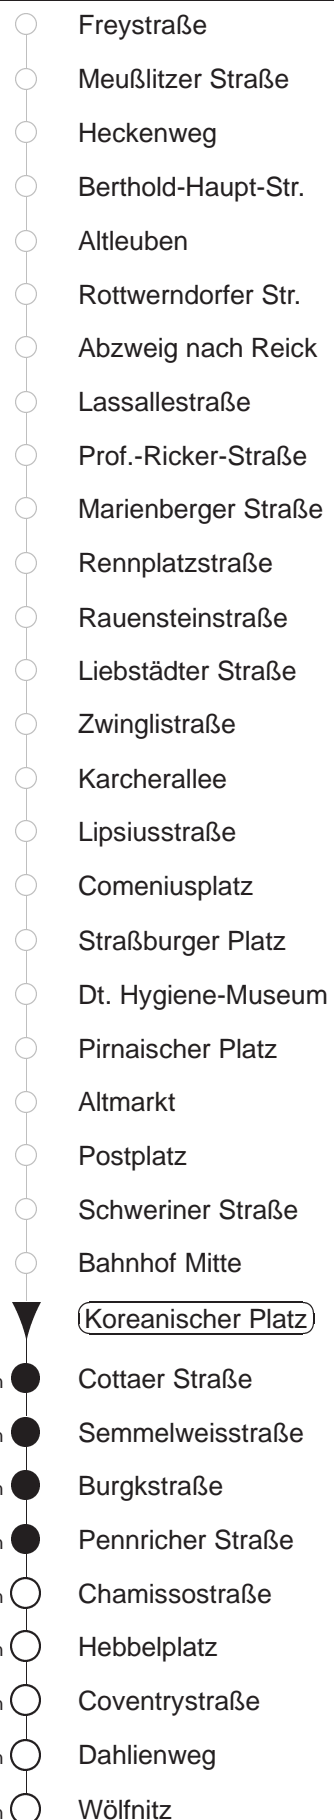 Freystraße
Meußlitzer Straße
Heckenweg
Berthold-Haupt-Str.
Altleuben
Rottwerndorfer Str.
Abzweig nach Reick
Lassallestraße
Prof.-Ricker-Straße
Marienberger Straße
Rennplatzstraße
Rauensteinstraße
Liebstädter Straße
Zwinglistraße
Karcherallee
Lipsiusstraße
Comeniusplatz
Straßburger Platz
Dt. Hygiene-Museum
Pirnaischer Platz
Altmarkt
Postplatz
Schweriner Straße
Bahnhof Mitte
Koreanischer Platz
Cottaer Straße
Semmelweisstraße
Burgkstraße
Pennricher Straße
Chamissostraße
Hebbelplatz
Coventrystraße
Dahlienweg
Wölfnitz